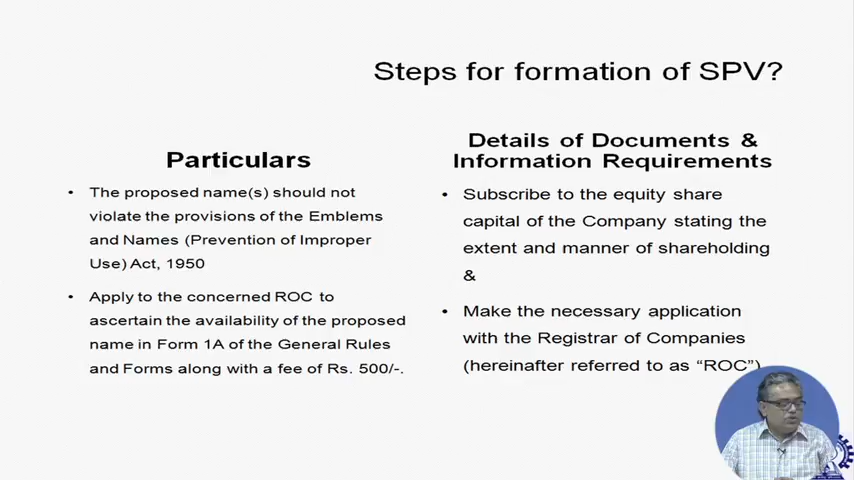 Steps for formation of SPV?
Particulars
• The proposed name(s) should not
violate the provisions of the Emblems
and Names (Prevention of Improper
Use) Act, 1950
• Apply to the concerned ROC to
ascertain the availability of the proposed
name in Form 1A of the General Rules
and Forms along with a fee of Rs. 500/-.
Details of Documents &
Information Requirements
• Subscribe to the equity share
capital of the Company stating the
extent and manner of shareholding
&
• Make the necessary application
with the Registrar of Companies
(hereinafter referred to as “ROC”)